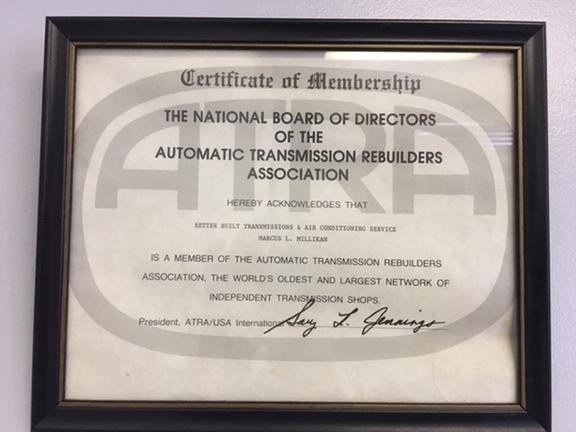 Certificate of Membership
ATRA
THE NATIONAL BOARD OF DIRECTORS
OF THE
AUTOMATIC TRANSMISSION REBUILDERS
ASSOCIATION
HEREBY ACKNOWLEDGES THAT
BETTER BUILT TRANSMISSIONS & AIR CONDITIONING SERVICE
MARCUS L. MILLIKAN
IS A MEMBER OF THE AUTOMATIC TRANSMISSION REBUILDERS
ASSOCIATION, THE WORLD'S OLDEST AND LARGEST NETWORK OF
INDEPENDENT TRANSMISSION SHOPS.
President, ATRA/USA International L. Jennings